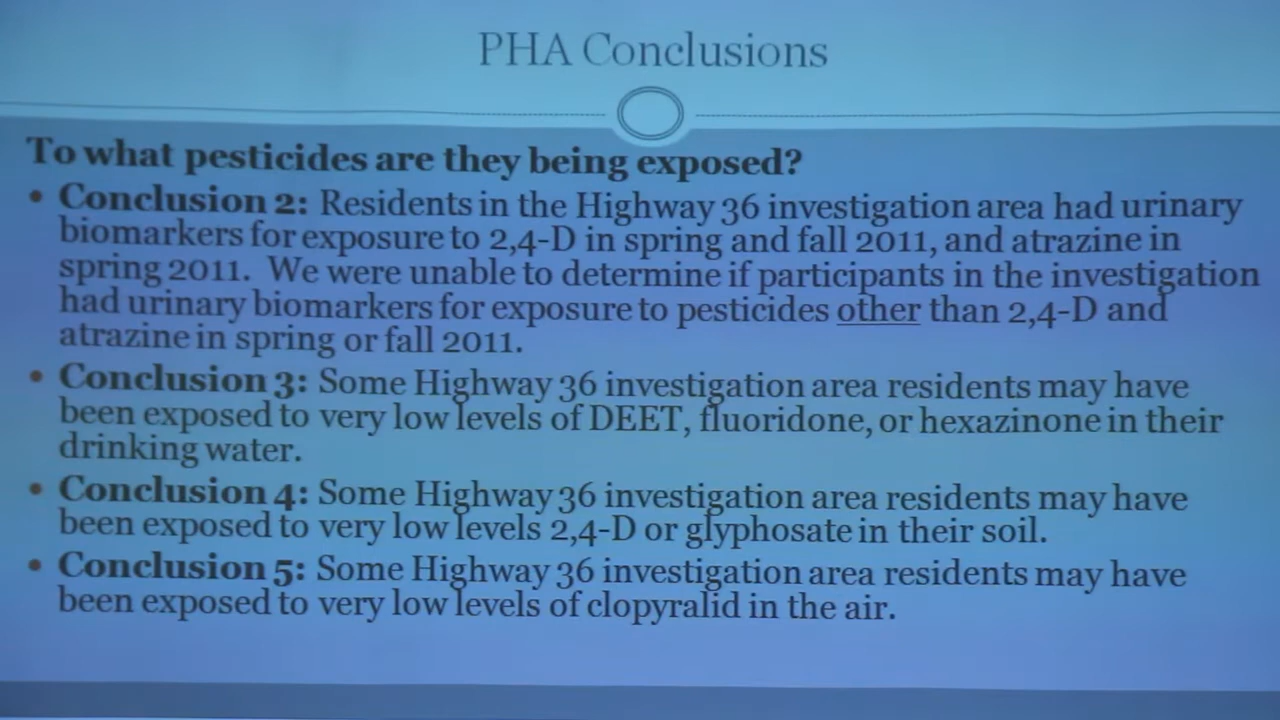 PHA Conclusions
To what pesticides are they being exposed?
• Conclusion 2: Residents in the Highway 36 investigation area had urinary
biomarkers for exposure to 2,4-D in spring and fall 2011, and atrazine in
spring 2011. We were unable to determine if participants in the investigation
had urinary biomarkers for exposure to pesticides other than 2,4-D and
atrazine in spring or fall 2011.
• Conclusion 3: Some Highway 36 investigation area residents may have
been exposed to very low levels of DEET, fluoridone, or hexazinone in their
drinking water.
• Conclusion 4: Some Highway 36 investigation area residents may have
been exposed to very low levels 2,4-D or glyphosate in their soil.
• Conclusion 5: Some Highway 36 investigation area residents may have
been exposed to very low levels of clopyralid in the air.